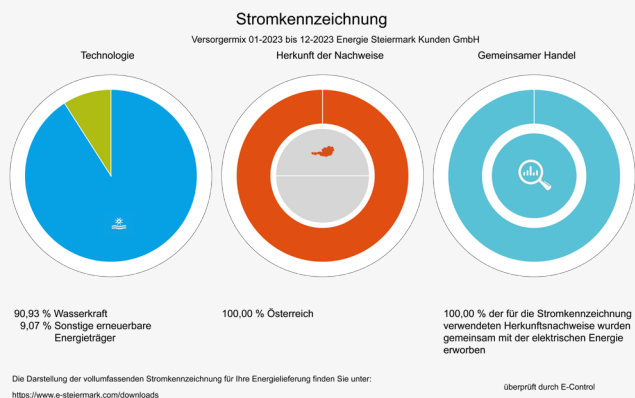 Stromkennzeichnung
Versorgermix 01-2023 bis 12-2023 Energie Steiermark Kunden GmbH
Technologie
Herkunft der Nachweise
Gemeinsamer Handel
90,93 % Wasserkraft
9,07 % Sonstige erneuerbare
Energieträger
100,00 % Österreich
100,00 % der für die Stromkennzeichnung
verwendeten Herkunftsnachweise wurden
gemeinsam mit der elektrischen Energie
erworben
Die Darstellung der vollumfassenden Stromkennzeichnung für Ihre Energielieferung finden Sie unter:
https://www.e-steiermark.com/downloads
überprüft durch E-Control